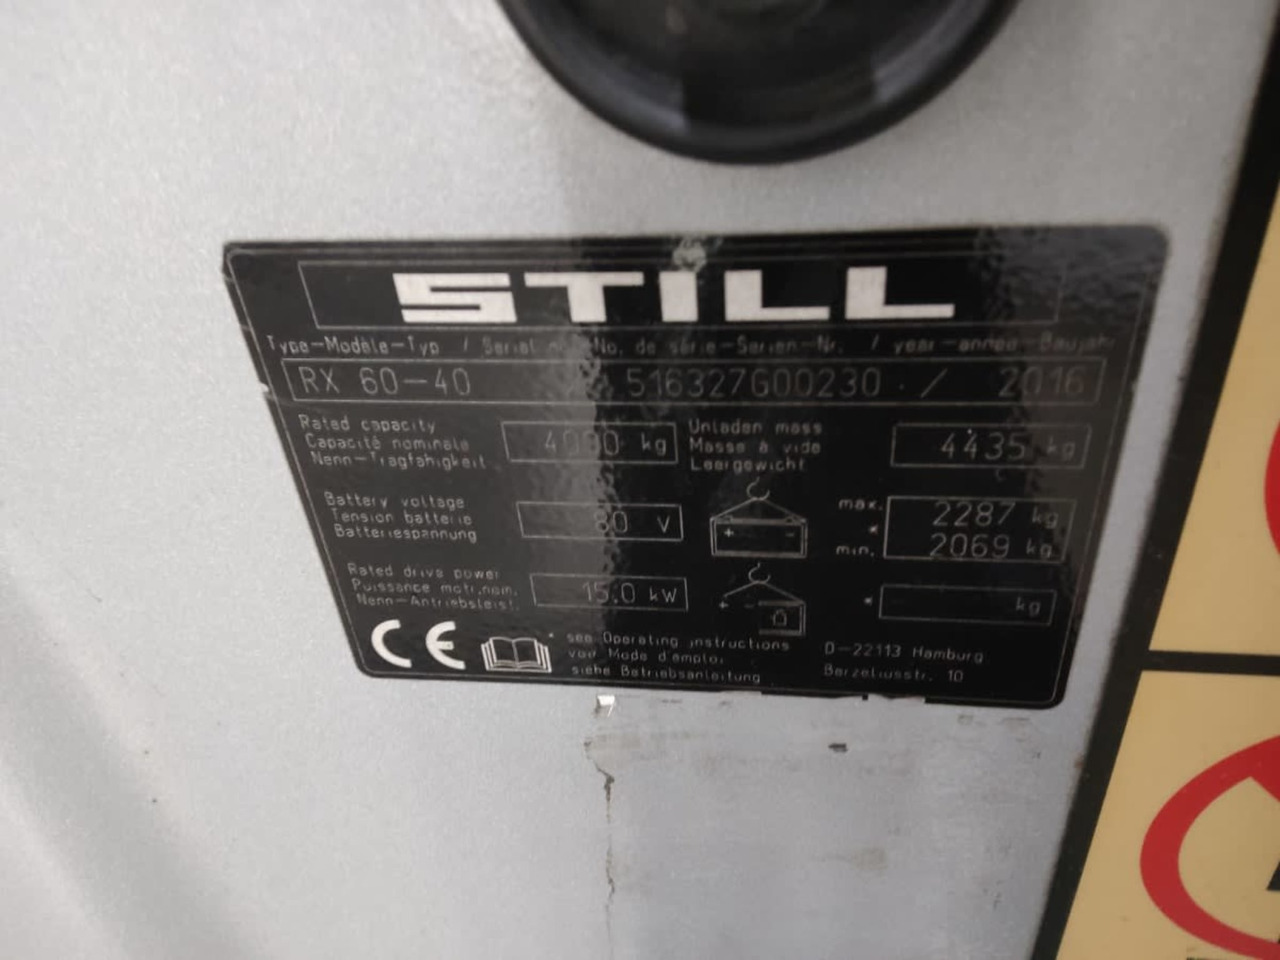 STILL
Type-Modèle-Typ / Serial no.-No. de série-Serien-Nr. / year-année-Baujahr
RX 60-40 516327G00230 / 2016
Rated capacity
Capacité nominale
Nenn-Tragfähigkeit
4000 kg
Unladen mass
Masse à vide
Leergewicht
4435 kg
Battery voltage
Tension batterie
Batteriespannung
80 V
+ -
max. 2287 kg
*
min. 2069 kg
Rated drive power
Puissance motr.nom.
Nenn-Antriebsleist.
15.0 kW
+ -
* kg
CE
* see Operating instructions
voir Mode d'emploi
siehe Betriebsanleitung
D-22113 Hamburg
Berzeliusstr. 10